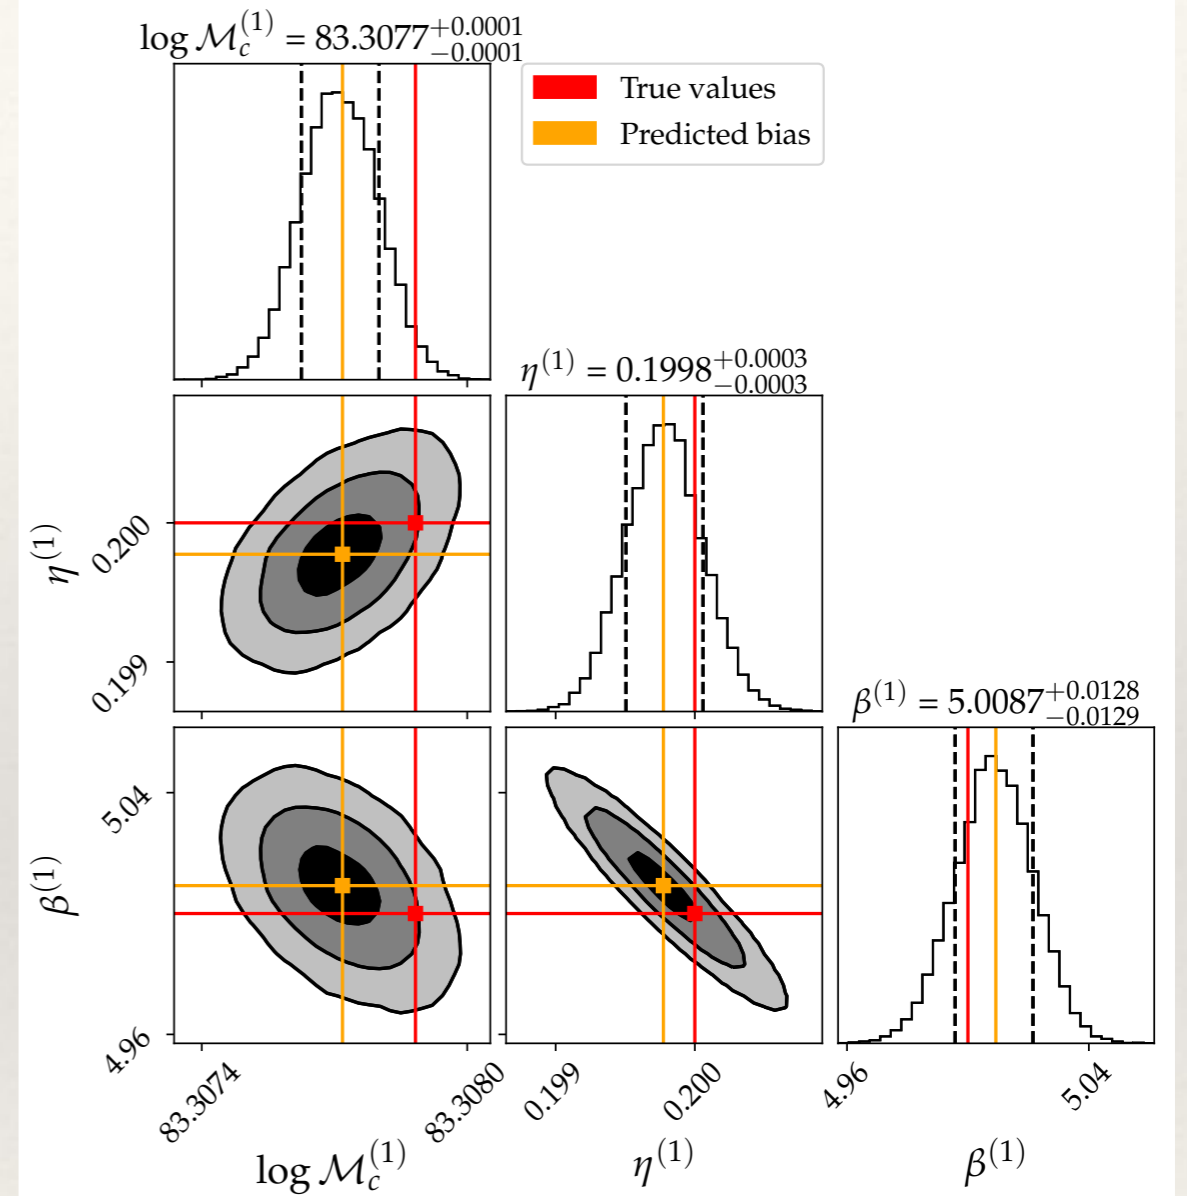 log ℳ_c^(1) = 83.3077^{+0.0001}_{−0.0001}
True values
Predicted bias
η^(1) = 0.1998^{+0.0003}_{−0.0003}
0.200
0.199
η^(1)
β^(1) = 5.0087^{+0.0128}_{−0.0129}
5.04
4.96
β^(1)
83.3074
83.3080
0.199
0.200
4.96
5.04
log ℳ_c^(1)
η^(1)
β^(1)